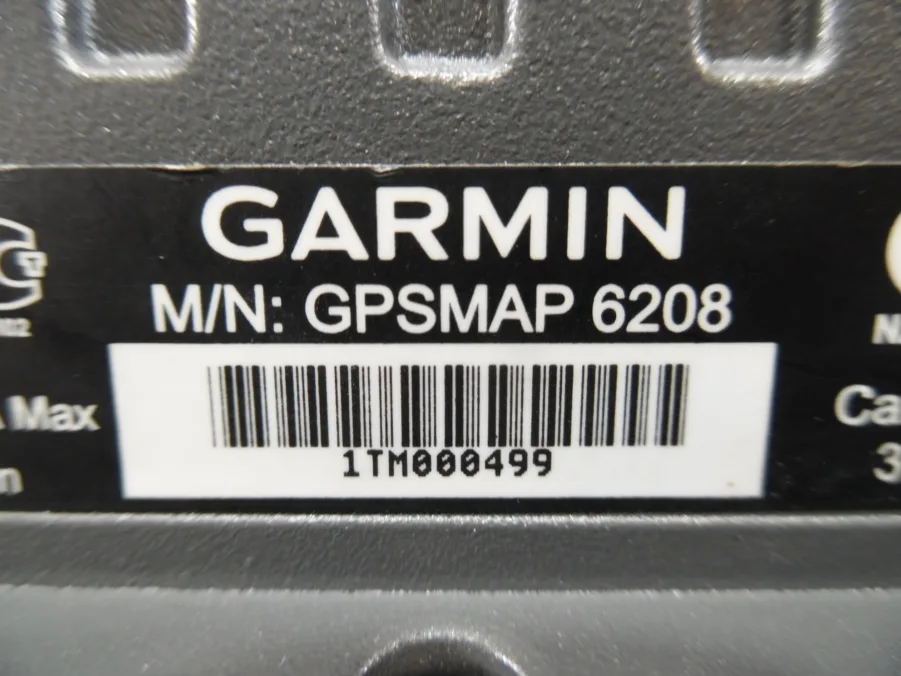 GARMIN
M/N: GPSMAP 6208
Max
1TM000499